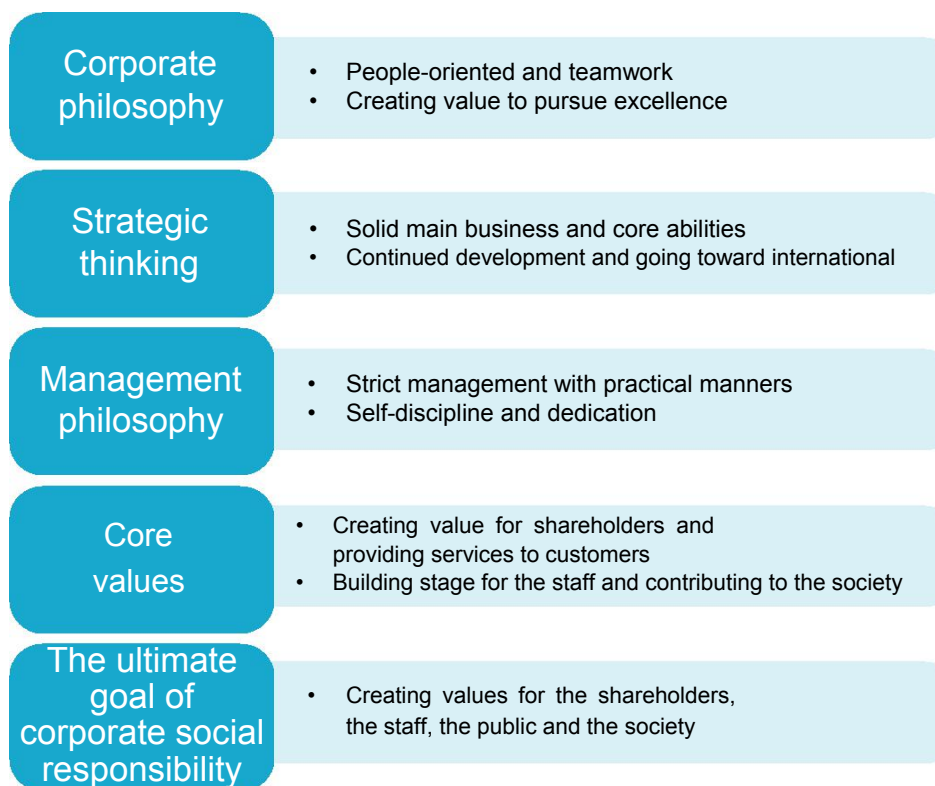 Corporate
philosophy
• People-oriented and teamwork
• Creating value to pursue excellence
Strategic
thinking
• Solid main business and core abilities
• Continued development and going toward international
Management
philosophy
• Strict management with practical manners
• Self-discipline and dedication
Core
values
• Creating value for shareholders and
providing services to customers
• Building stage for the staff and contributing to the society
The ultimate
goal of
corporate social
responsibility
• Creating values for the shareholders,
the staff, the public and the society